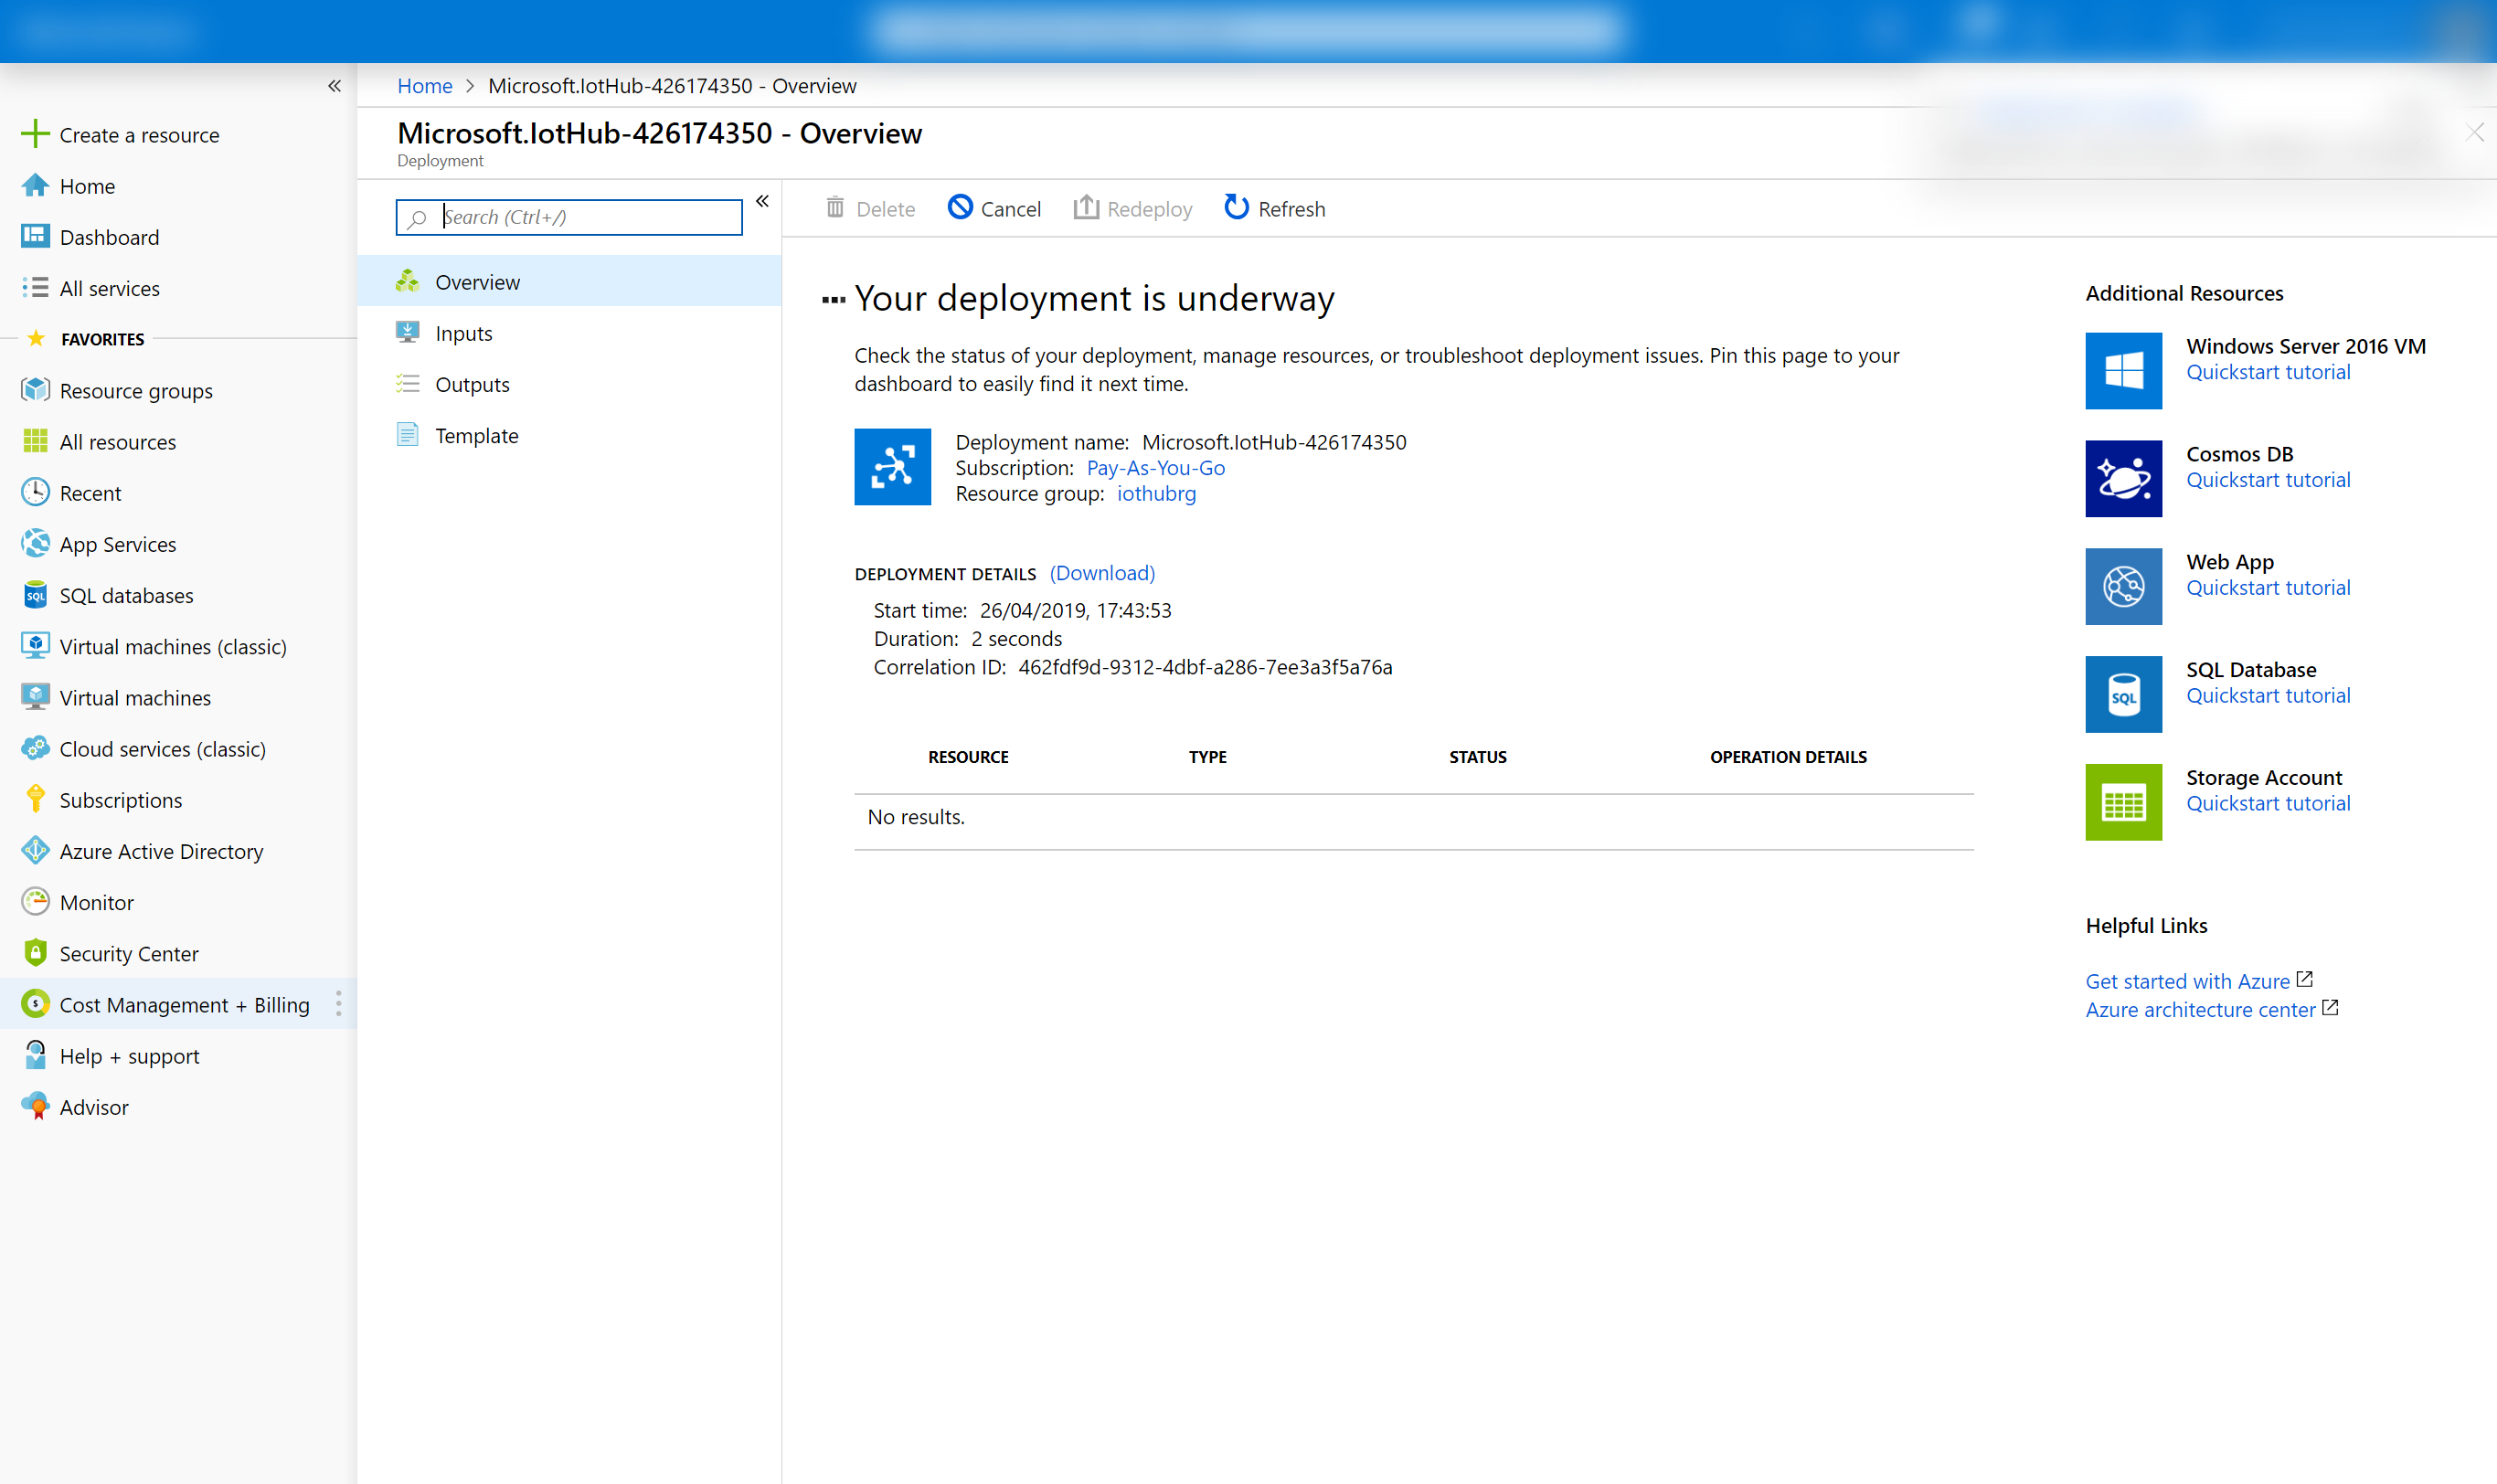 Home > Microsoft.IotHub-426174350 - Overview
Microsoft.IotHub-426174350 - Overview
Deployment
Create a resource
Home
Dashboard
All services
FAVORITES
Resource groups
All resources
Recent
App Services
SQL databases
Virtual machines (classic)
Virtual machines
Cloud services (classic)
Subscriptions
Azure Active Directory
Monitor
Security Center
Cost Management + Billing
Help + support
Advisor
Search (Ctrl+/)
Overview
Inputs
Outputs
Template
Delete Cancel Redeploy Refresh
Your deployment is underway
Check the status of your deployment, manage resources, or troubleshoot deployment issues. Pin this page to your
dashboard to easily find it next time.
Deployment name: Microsoft.IotHub-426174350
Subscription: Pay-As-You-Go
Resource group: iothubrg
DEPLOYMENT DETAILS (Download)
Start time: 26/04/2019, 17:43:53
Duration: 2 seconds
Correlation ID: 462fdf9d-9312-4dbf-a286-7ee3a3f5a76a
RESOURCE TYPE STATUS OPERATION DETAILS
No results.
Additional Resources
Windows Server 2016 VM
Quickstart tutorial
Cosmos DB
Quickstart tutorial
Web App
Quickstart tutorial
SQL
SQL Database
Quickstart tutorial
Storage Account
Quickstart tutorial
Helpful Links
Get started with Azure
Azure architecture center